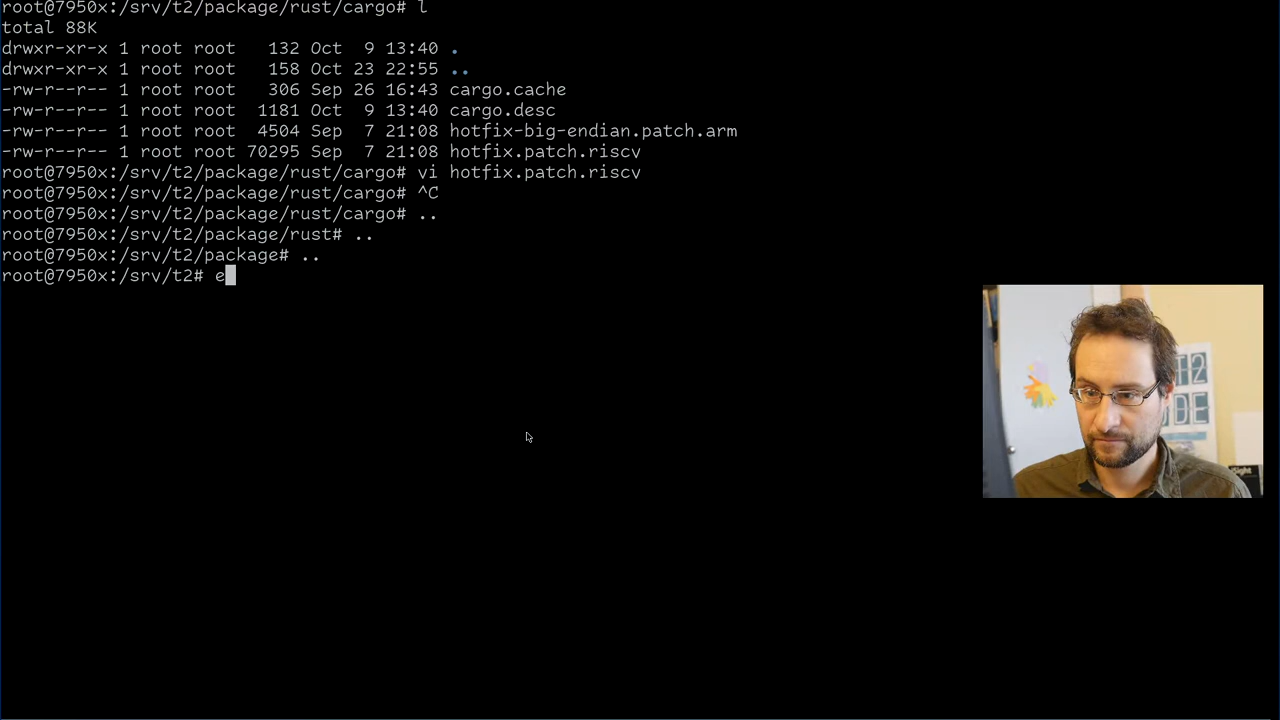 root@7950x:/srv/t2/package/rust/cargo# l
total 88K
drwxr-xr-x 1 root root   132 Oct  9 13:40 .
drwxr-xr-x 1 root root   158 Oct 23 22:55 ..
-rw-r--r-- 1 root root   306 Sep 26 16:43 cargo.cache
-rw-r--r-- 1 root root  1181 Oct  9 13:40 cargo.desc
-rw-r--r-- 1 root root  4504 Sep  7 21:08 hotfix-big-endian.patch.arm
-rw-r--r-- 1 root root 70295 Sep  7 21:08 hotfix.patch.riscv
root@7950x:/srv/t2/package/rust/cargo# vi hotfix.patch.riscv
root@7950x:/srv/t2/package/rust/cargo# ^C
root@7950x:/srv/t2/package/rust/cargo# ..
root@7950x:/srv/t2/package/rust# ..
root@7950x:/srv/t2/package# ..
root@7950x:/srv/t2# e
T2
DE
iSight